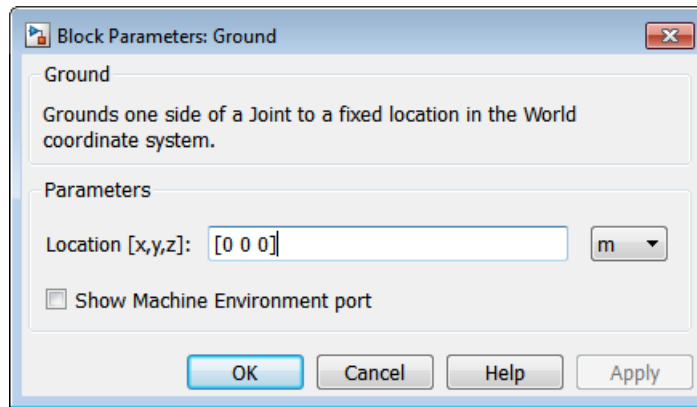 Block Parameters: Ground
Ground
Grounds one side of a Joint to a fixed location in the World
coordinate system.
Parameters
Location [x,y,z]: [0 0 0] m
Show Machine Environment port
OK Cancel Help Apply